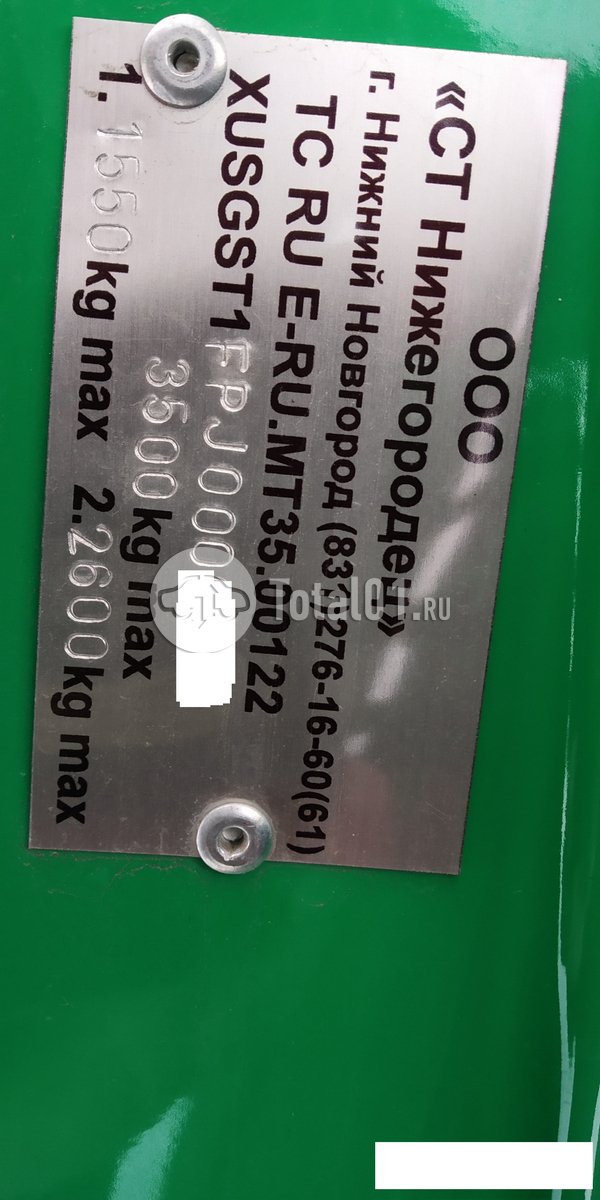 ООО
«СТ Нижегородец»
г. Нижний Новгород (831)276-16-60(61)
ТС RU Е-RU.МТ35.00122
XUSGST1FPJ000
3500 kg max
1. 1550 kg max 2. 2600 kg max
Total01.RU